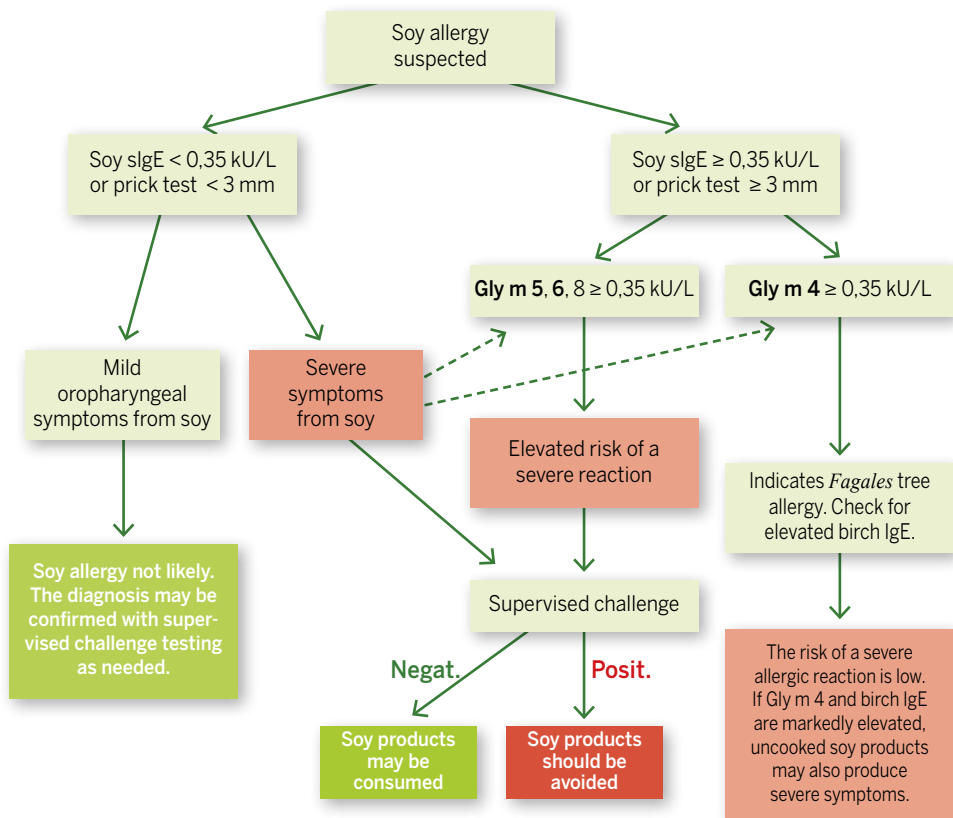 Soy allergy
suspected
Soy sIgE < 0,35 kU/L
or prick test < 3 mm
Soy sIgE ≥ 0,35 kU/L
or prick test ≥ 3 mm
Gly m 5, 6, 8 ≥ 0,35 kU/L
Gly m 4 ≥ 0,35 kU/L
Mild
oropharyngeal
symptoms from soy
Severe
symptoms
from soy
Elevated risk of a
severe reaction
Indicates Fagales tree
allergy. Check for
elevated birch IgE.
Soy allergy not likely.
The diagnosis may be
confirmed with super-
vised challenge testing
as needed.
Supervised challenge
Negat.
Posit.
Soy products
may be
consumed
Soy products
should be
avoided
The risk of a severe
allergic reaction is low.
If Gly m 4 and birch IgE
are markedly elevated,
uncooked soy products
may also produce
severe symptoms.